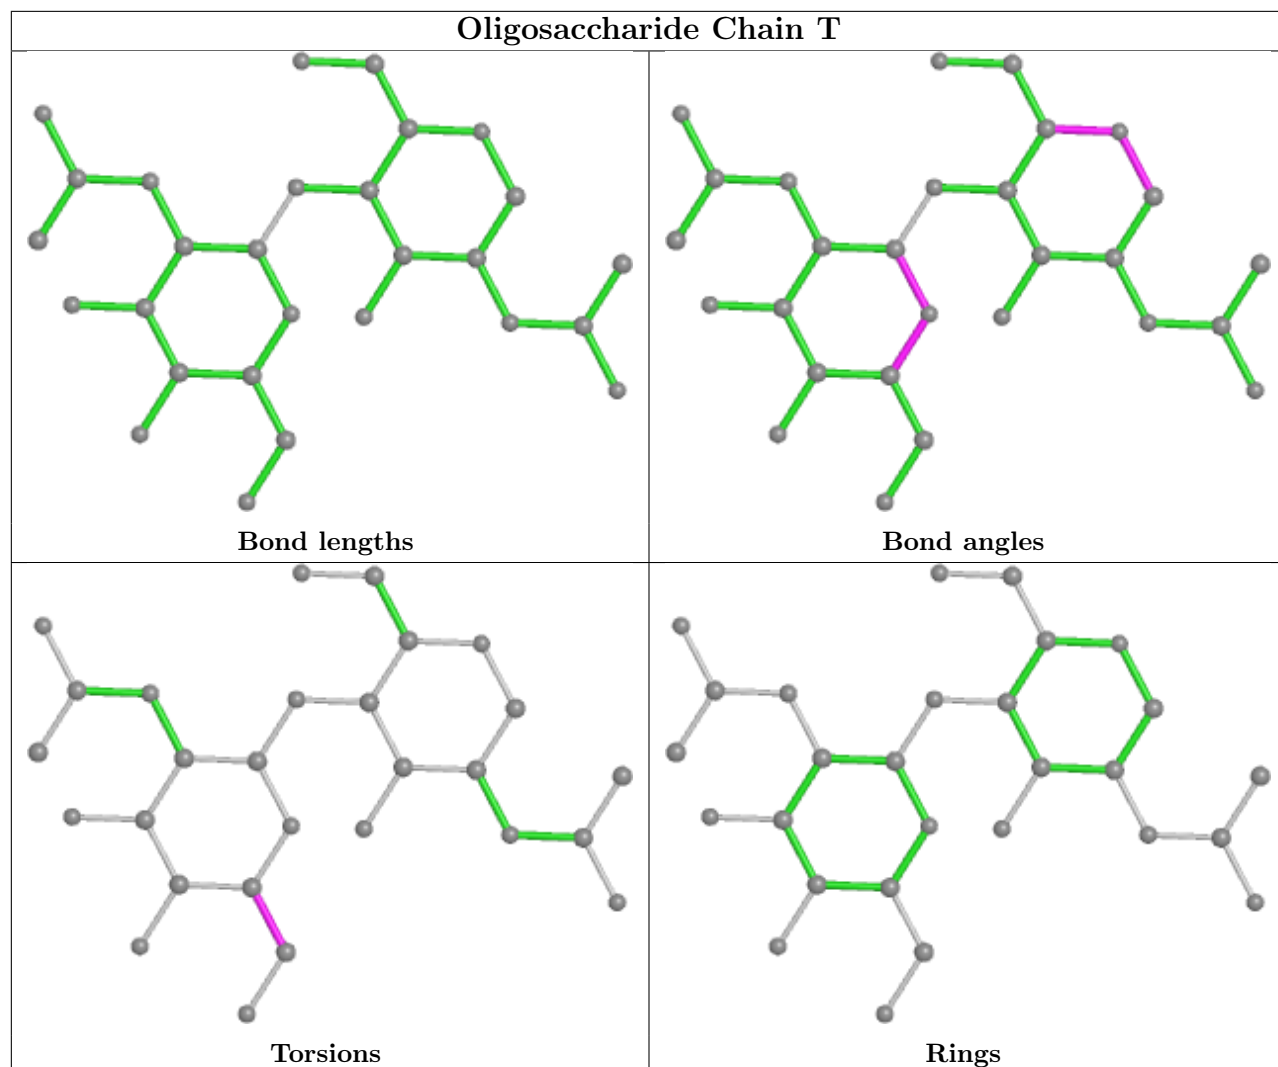 Oligosaccharide Chain T
Bond lengths
Bond angles
Torsions
Rings